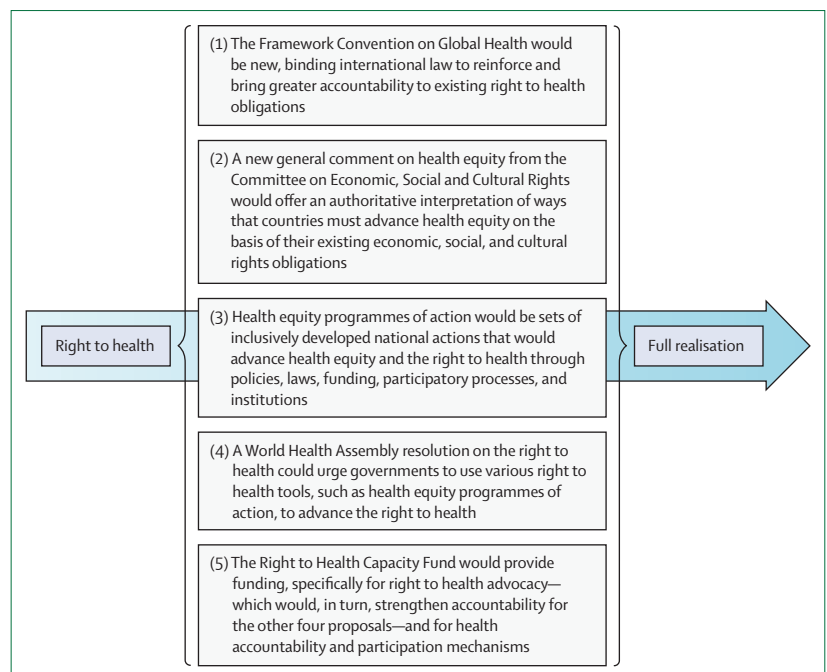 (1) The Framework Convention on Global Health would
be new, binding international law to reinforce and
bring greater accountability to existing right to health
obligations
(2) A new general comment on health equity from the
Committee on Economic, Social and Cultural Rights
would offer an authoritative interpretation of ways
that countries must advance health equity on the
basis of their existing economic, social, and cultural
rights obligations
Right to health
(3) Health equity programmes of action would be sets of
inclusively developed national actions that would
advance health equity and the right to health through
policies, laws, funding, participatory processes, and
institutions
Full realisation
(4) A World Health Assembly resolution on the right to
health could urge governments to use various right to
health tools, such as health equity programmes of
action, to advance the right to health
(5) The Right to Health Capacity Fund would provide
funding, specifically for right to health advocacy—
which would, in turn, strengthen accountability for
the other four proposals—and for health
accountability and participation mechanisms